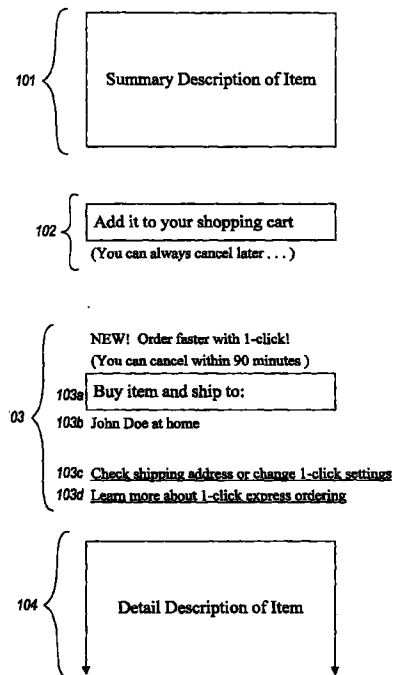 101
Summary Description of Item
102
Add it to your shopping cart
(You can always cancel later . . . )
NEW! Order faster with 1-click!
(You can cancel within 90 minutes )
103a Buy item and ship to:
03
103b John Doe at home
103c Check shipping address or change 1-click settings
103d Learn more about 1-click express ordering
104
Detail Description of Item